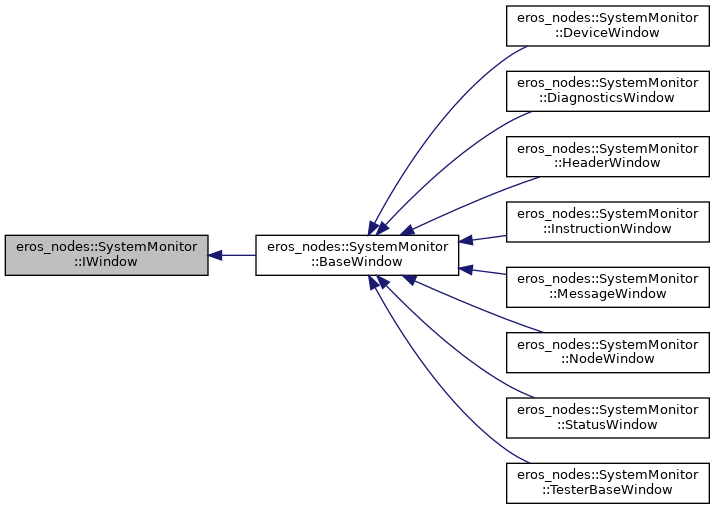 eros_nodes::SystemMonitor
::IWindow
eros_nodes::SystemMonitor
::BaseWindow
eros_nodes::SystemMonitor
::DeviceWindow
eros_nodes::SystemMonitor
::DiagnosticsWindow
eros_nodes::SystemMonitor
::HeaderWindow
eros_nodes::SystemMonitor
::InstructionWindow
eros_nodes::SystemMonitor
::MessageWindow
eros_nodes::SystemMonitor
::NodeWindow
eros_nodes::SystemMonitor
::StatusWindow
eros_nodes::SystemMonitor
::TesterBaseWindow